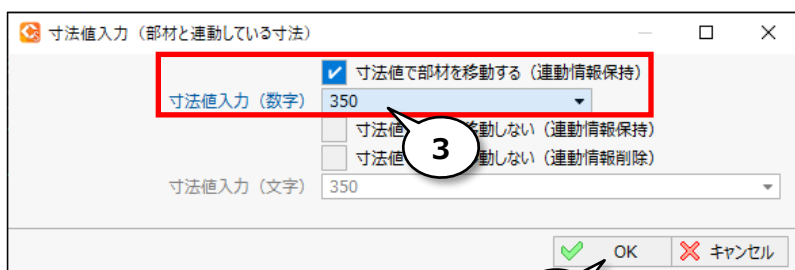 寸法値入力（部材と連動している寸法）
寸法値で部材を移動する（連動情報保持）
寸法値入力（数字） 350
寸法値 移動しない（連動情報保持）
3
寸法値 動しない（連動情報削除）
寸法値入力（文字） 350
OK キャンセル